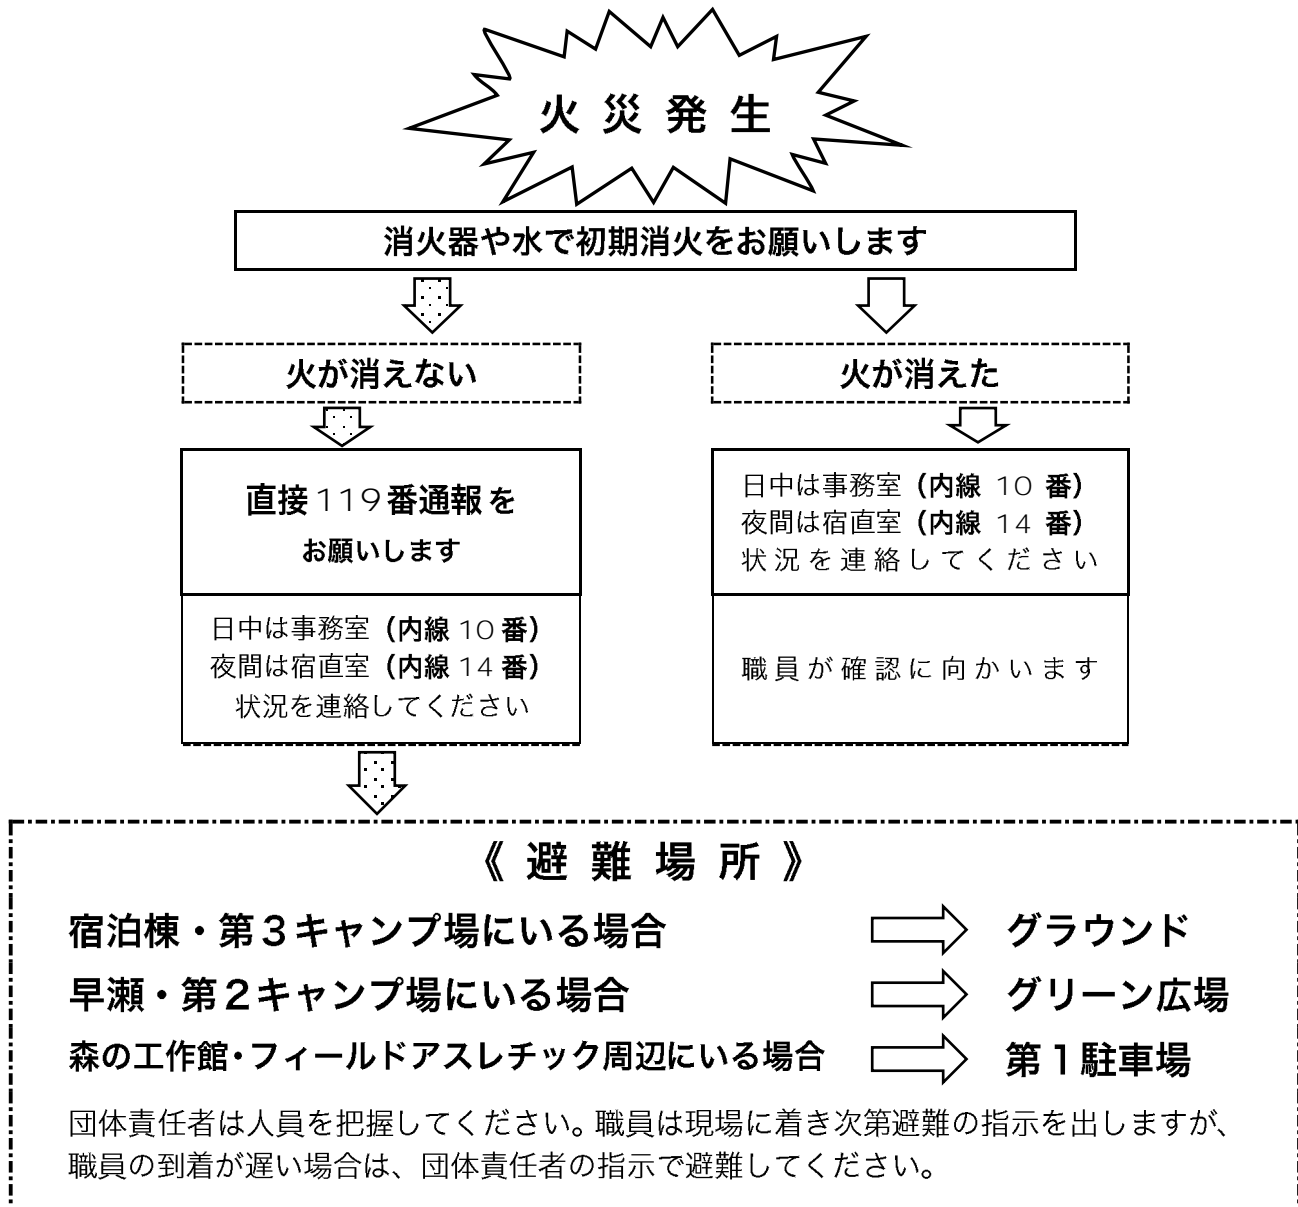 火災発生
消火器や水で初期消火をお願いします
火が消えない
火が消えた
直接119番通報を
お願いします
日中は事務室(内線 10 番)
夜間は宿直室(内線 14 番)
状況を連絡してください
日中は事務室(内線 10 番)
夜間は宿直室(内線 14 番)
状況を連絡してください
職員が確認に向かいます
《避難場所》
宿泊棟・第3キャンプ場にいる場合 グラウンド
早瀬・第2キャンプ場にいる場合 グリーン広場
森の工作館・フィールドアスレチック周辺にいる場合 第1駐車場
団体責任者は人員を把握してください。職員は現場に着き次第避難の指示を出しますが、
職員の到着が遅い場合は、団体責任者の指示で避難してください。